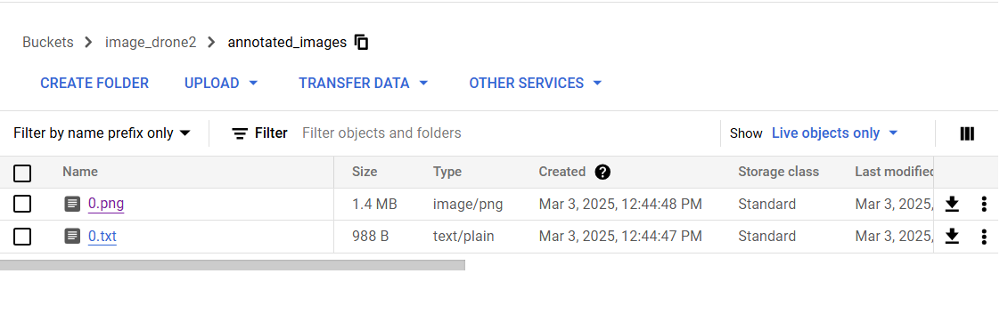 Buckets > image_drone2 > annotated_images
CREATE FOLDER UPLOAD TRANSFER DATA OTHER SERVICES
Filter by name prefix only Filter Filter objects and folders Show Live objects only
Name Size Type Created ? Storage class Last modified
0.png 1.4 MB image/png Mar 3, 2025, 12:44:48 PM Standard Mar 3, 2025,
0.txt 988 B text/plain Mar 3, 2025, 12:44:47 PM Standard Mar 3, 2025,